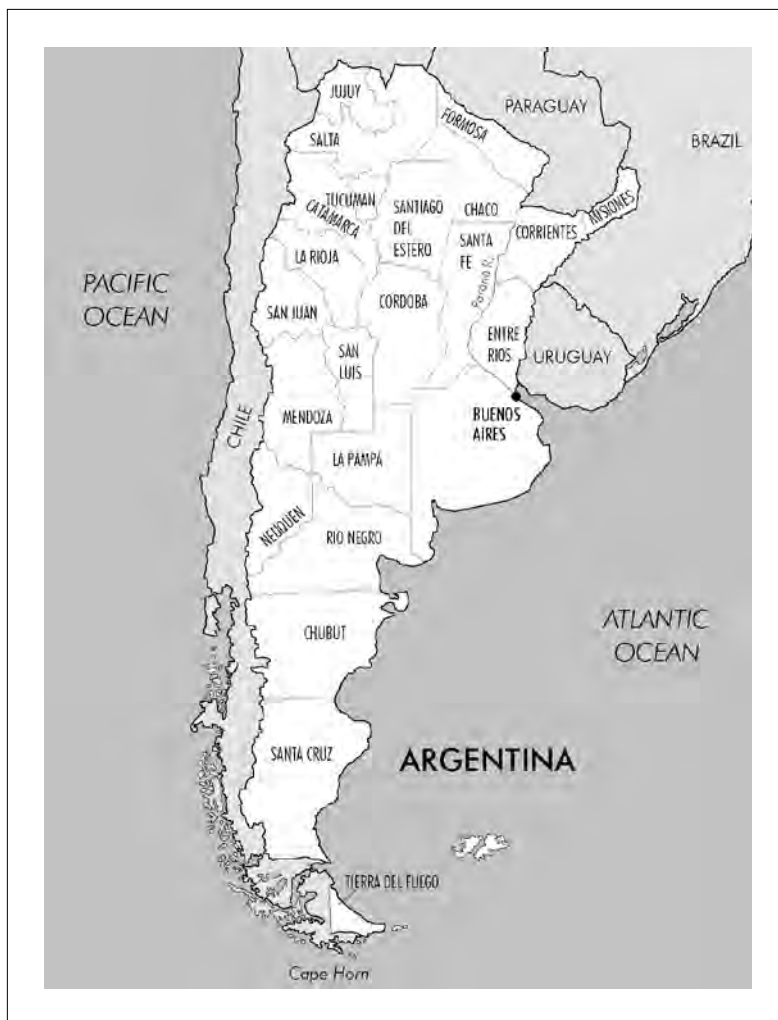 JUJUY
PARAGUAY
FORMOSA
SALTA
BRAZIL
TUCUMAN
CATAMARCA
SANTIAGO
DEL
ESTERO
CHACO
MISIONES
SANTA
FE
CORRIENTES
LA RIOJA
Paraná R.
PACIFIC
OCEAN
CORDOBA
SAN JUAN
ENTRE
RIOS
SAN
LUIS
URUGUAY
MENDOZA
BUENOS
AIRES
CHILE
LA PAMPA
NEUQUEN
RIO NEGRO
ATLANTIC
OCEAN
CHUBUT
SANTA CRUZ
ARGENTINA
TIERRA DEL FUEGO
Cape Horn